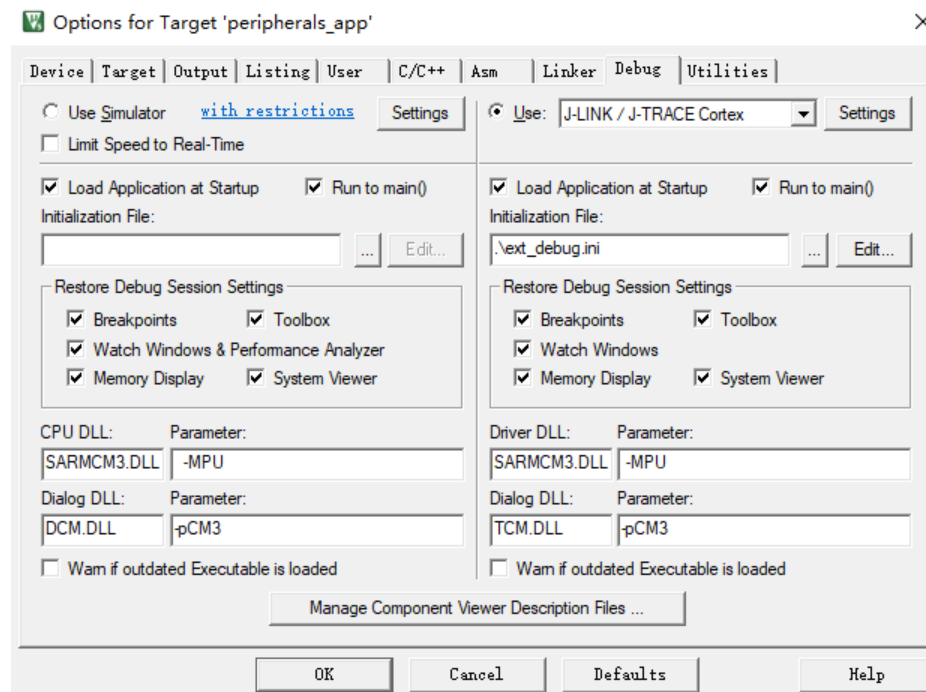 Options for Target 'peripherals_app'
Device Target Output Listing User C/C++ Asm Linker Debug Utilities
Use Simulator with restrictions Settings
Limit Speed to Real-Time
Use: J-LINK / J-TRACE Cortex Settings
Load Application at Startup Run to main()
Initialization File:
... Edit...
Restore Debug Session Settings
Breakpoints Toolbox
Watch Windows & Performance Analyzer
Memory Display System Viewer
CPU DLL: Parameter:
SARMCM3.DLL -MPU
Dialog DLL: Parameter:
DCM.DLL -pCM3
Warn if outdated Executable is loaded
Load Application at Startup Run to main()
Initialization File:
.\ext_debug.ini ... Edit...
Restore Debug Session Settings
Breakpoints Toolbox
Watch Windows
Memory Display System Viewer
Driver DLL: Parameter:
SARMCM3.DLL -MPU
Dialog DLL: Parameter:
TCM.DLL -pCM3
Warn if outdated Executable is loaded
Manage Component Viewer Description Files ...
OK Cancel Defaults Help